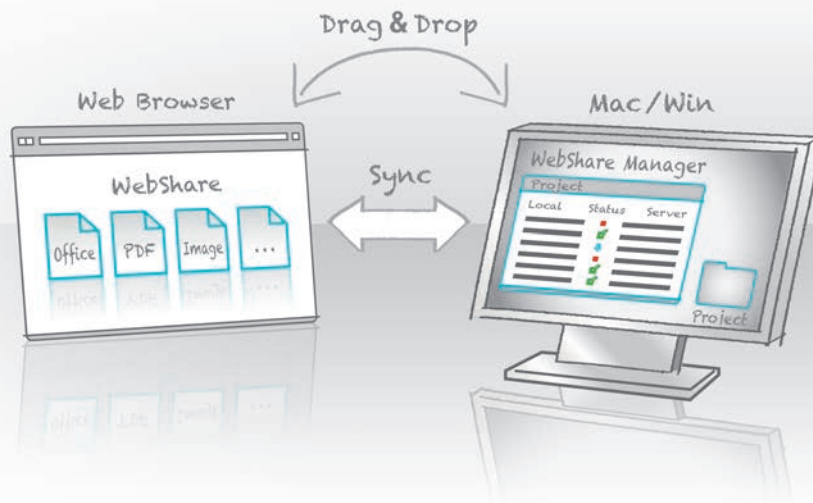 Drag & Drop
Web Browser
Mac/Win
WebShare
Office
PDF
Image
...
Sync
WebShare Manager
Project
Local Status Server
Project